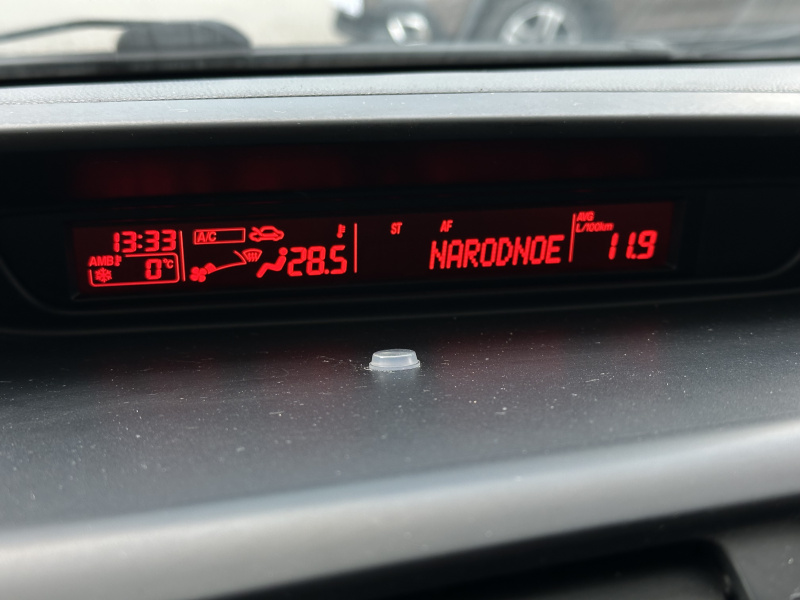 13:33 A/C ST AF AVG
L/100km
AMB 0°C 28.5 NARODNOE 11.9